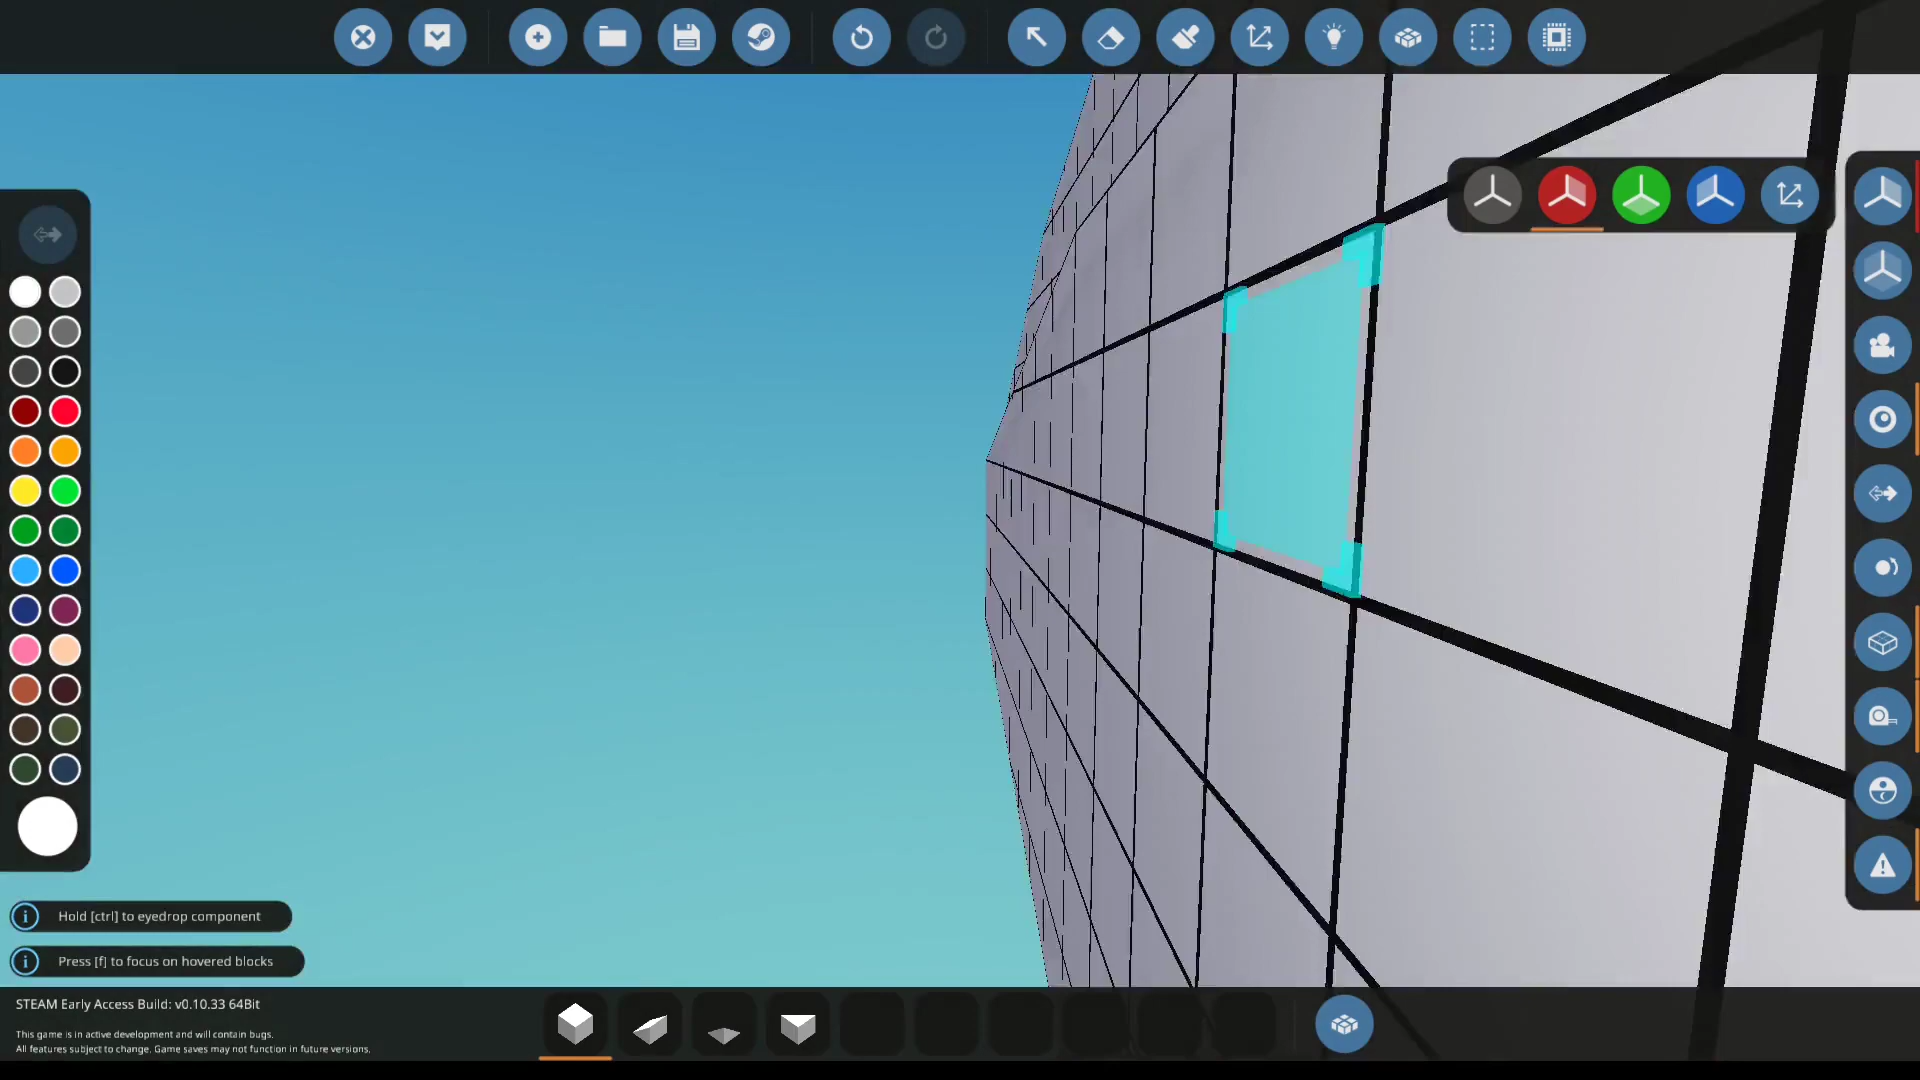 Hold [ctrl] to eyedrop component
Press [f] to focus on hovered blocks
STEAM Early Access Build: v0.10.33 64Bit
This game is in active development and will contain bugs.
All features subject to change. Game saves may not function in future versions.